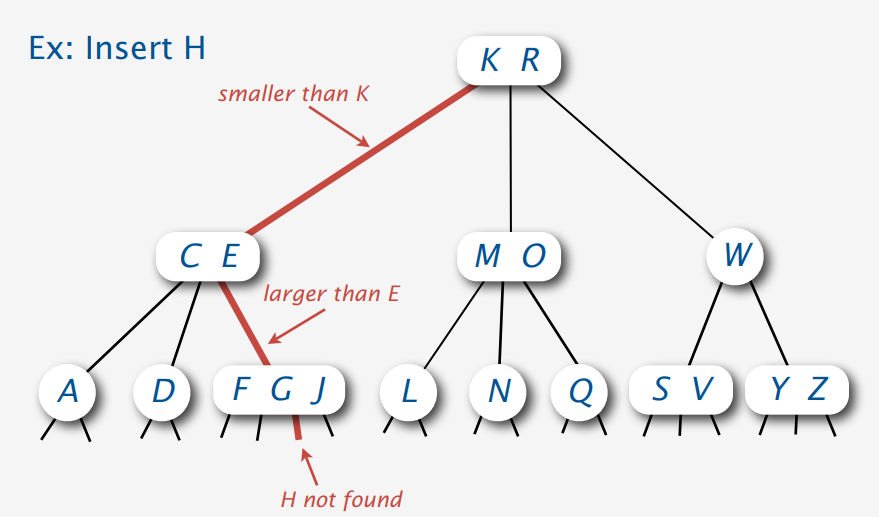 Ex: Insert H
K R
smaller than K
C E
M O
W
larger than E
A
D
F G J
L
N
Q
S V
Y Z
H not found